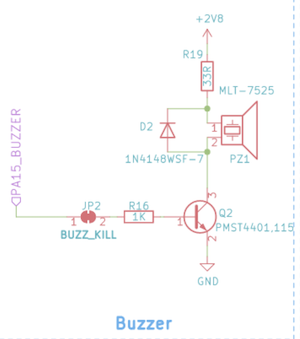 +2V8
R19
33R
MLT-7525
1
2
D2
1N4148WSF-7
PZ1
PA15_BUZZER
JP2
1
2
BUZZ_KILL
R16
1K
1
3
Q2
PMST4401,115
2
GND
Buzzer